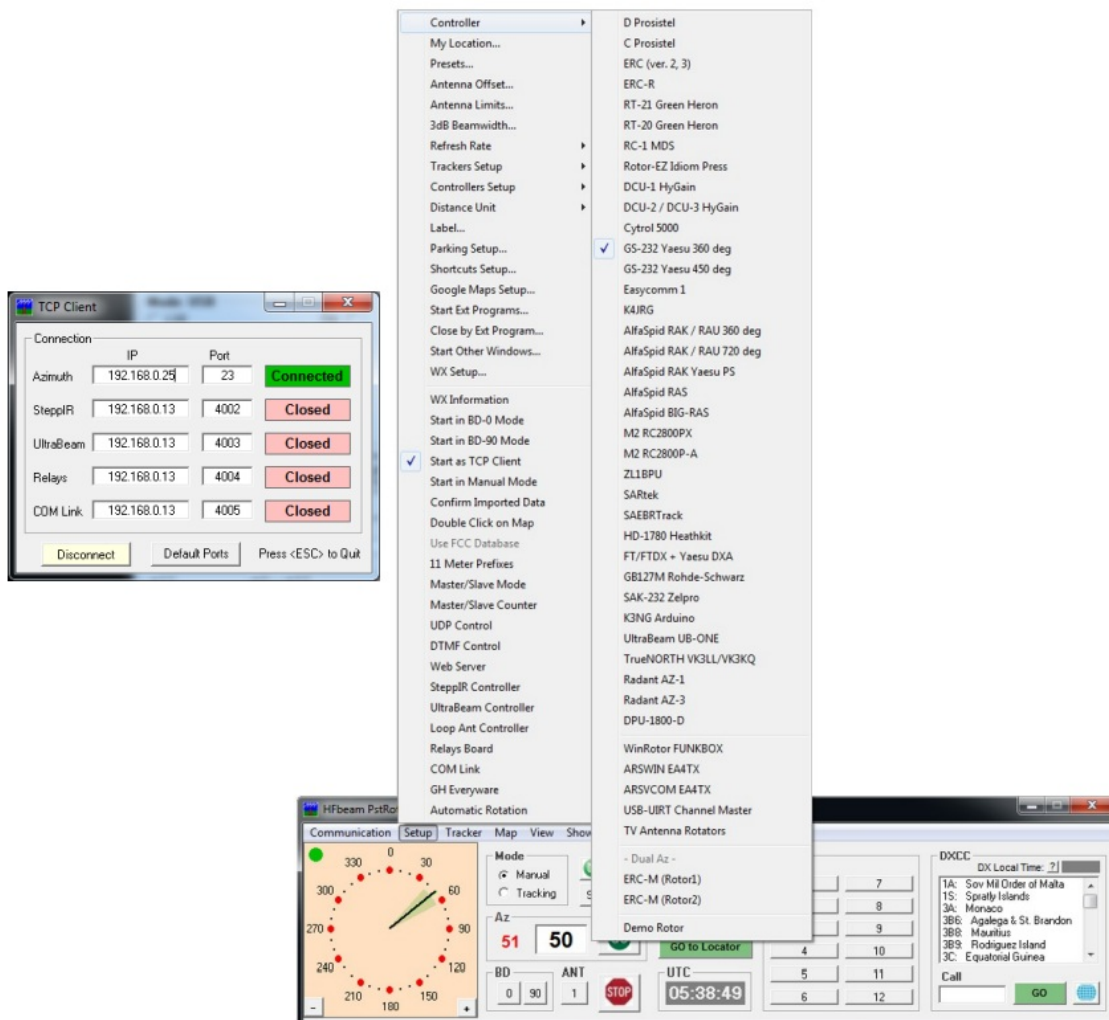 Controller
My Location...
Presets...
Antenna Offset...
Antenna Limits...
3dB Beamwidth...
Refresh Rate
Trackers Setup
Controllers Setup
Distance Unit
Label...
Parking Setup...
Shortcuts Setup...
Google Maps Setup...
Start Ext Programs...
Close by Ext Program...
Start Other Windows...
WX Setup...
WX Information
Start in BD-0 Mode
Start in BD-90 Mode
Start as TCP Client
Start in Manual Mode
Confirm Imported Data
Double Click on Map
Use FCC Database
11 Meter Prefixes
Master/Slave Mode
Master/Slave Counter
UDP Control
DTMF Control
Web Server
SteppIR Controller
UltraBeam Controller
Loop Ant Controller
Relays Board
COM Link
GH Everyware
Automatic Rotation
D Prosistel
C Prosistel
ERC (ver. 2, 3)
ERC-R
RT-21 Green Heron
RT-20 Green Heron
RC-1 MDS
Rotor-EZ Idiom Press
DCU-1 HyGain
DCU-2 / DCU-3 HyGain
Cytrol 5000
GS-232 Yaesu 360 deg
GS-232 Yaesu 450 deg
Easycomm 1
K4JRG
AlfaSpid RAK / RAU 360 deg
AlfaSpid RAK / RAU 720 deg
AlfaSpid RAK Yaesu PS
AlfaSpid RAS
AlfaSpid BIG-RAS
M2 RC2800PX
M2 RC2800P-A
ZL1BPU
SARtek
SAEBRTrack
HD-1780 Heathkit
FT/FTDX + Yaesu DXA
GB127M Rohde-Schwarz
SAK-232 Zelpro
K3NG Arduino
UltraBeam UB-ONE
TrueNORTH VK3LL/VK3KQ
Radant AZ-1
Radant AZ-3
DPU-1800-D
WinRotor FUNKBOX
ARSWIN EA4TX
ARSVCOM EA4TX
USB-UIRT Channel Master
TV Antenna Rotators
- Dual Az -
ERC-M (Rotor1)
ERC-M (Rotor2)
Demo Rotor
TCP Client
Connection
IP Port
Azimuth 192.168.0.25 23 Connected
SteppIR 192.168.0.13 4002 Closed
UltraBeam 192.168.0.13 4003 Closed
Relays 192.168.0.13 4004 Closed
COM Link 192.168.0.13 4005 Closed
Disconnect Default Ports Press <ESC> to Quit
HFbeam
Communication Setup Tracker Map View
0
30
60
90
120
150
180
210
240
270
300
330
- +
Mode
Manual
Tracking
Az
51 50
BD
0 90
ANT
1
STOP
GO to Locator
UTC
05:38:49
7
8
9
4 10
5 11
6 12
DXCC
DX Local Time: ?
1A: Sov Mil Order of Malta
1S: Spratly Islands
3A: Monaco
3B6: Agalega & St. Brandon
3B8: Mauritius
3B9: Rodriguez Island
3C: Equatorial Guinea
Call
GO